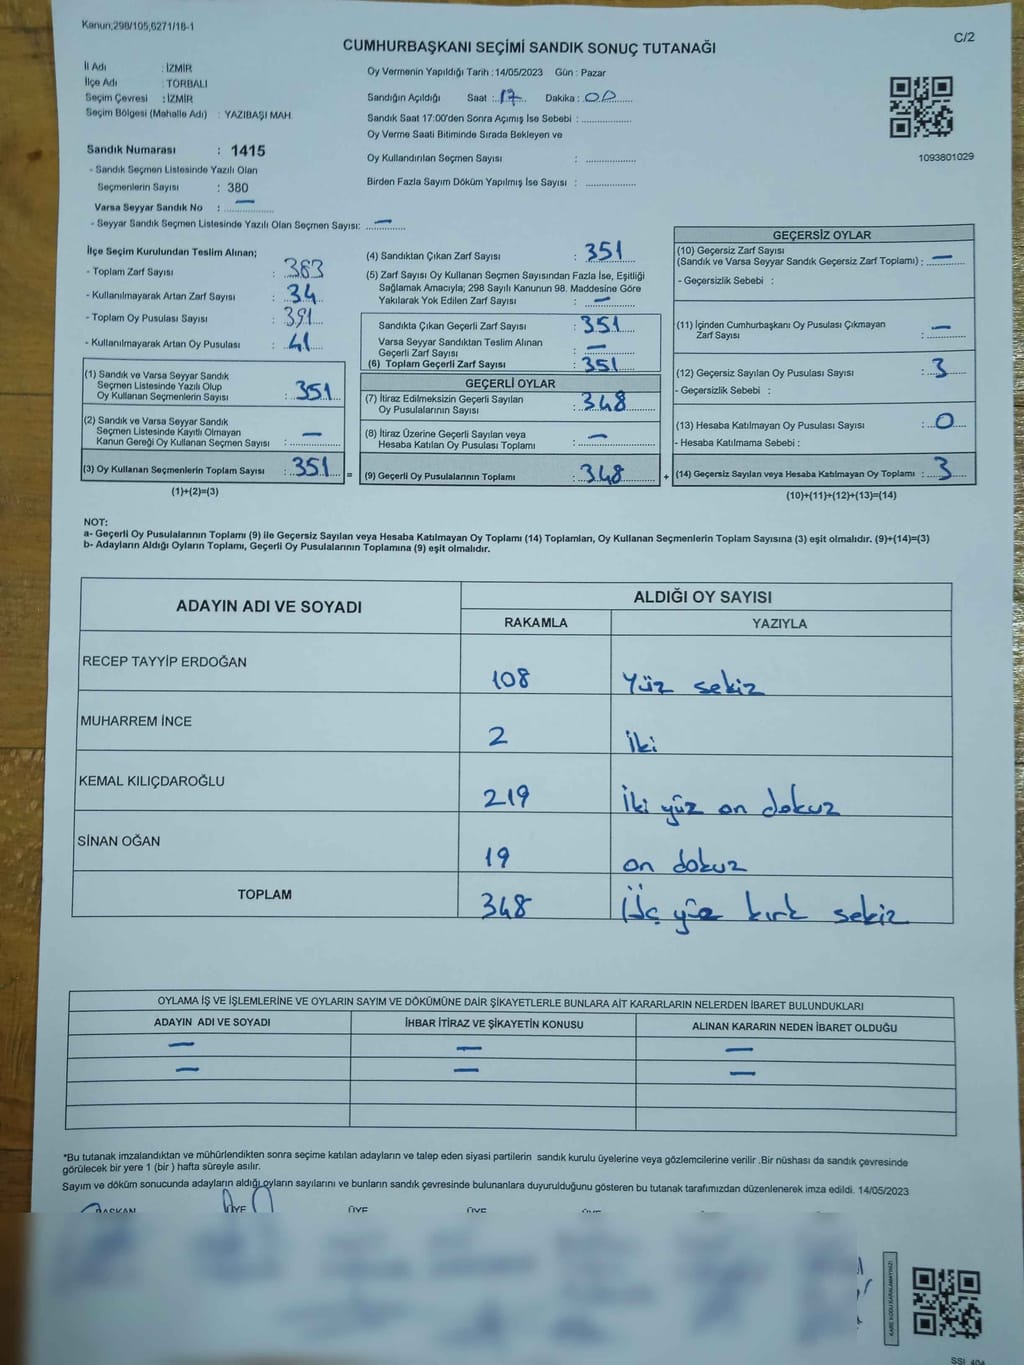 Kanun;298/105,6271/18-1
C/2
CUMHURBAŞKANI SEÇİMİ SANDIK SONUÇ TUTANAĞI
İl Adı : İZMİR
İlçe Adı : TORBALI
Seçim Çevresi : İZMİR
Seçim Bölgesi (Mahalle Adı) : YAZIBAŞI MAH.
Sandık Numarası : 1415
- Sandık Seçmen Listesinde Yazılı Olan
Seçmenlerin Sayısı : 380
Varsa Seyyar Sandık No : —
- Seyyar Sandık Seçmen Listesinde Yazılı Olan Seçmen Sayısı: —
Oy Vermenin Yapıldığı Tarih : 14/05/2023 Gün : Pazar
Sandığın Açıldığı Saat : 17 Dakika : 00
Sandık Saat 17:00'den Sonra Açımış İse Sebebi :
Oy Verme Saati Bitiminde Sırada Bekleyen ve
Oy Kullandırılan Seçmen Sayısı :
Birden Fazla Sayım Döküm Yapılmış İse Sayısı :
1093801029
İlçe Seçim Kurulundan Teslim Alınan;
- Toplam Zarf Sayısı : 383
- Kullanılmayarak Artan Zarf Sayısı : 34
- Toplam Oy Pusulası Sayısı : 391
- Kullanılmayarak Artan Oy Pusulası : 41
(1) Sandık ve Varsa Seyyar Sandık
Seçmen Listesinde Yazılı Olup
Oy Kullanan Seçmenlerin Sayısı : 351
(2) Sandık ve Varsa Seyyar Sandık
Seçmen Listesinde Kayıtlı Olmayan
Kanun Gereği Oy Kullanan Seçmen Sayısı : —
(3) Oy Kullanan Seçmenlerin Toplam Sayısı : 351 =
(1)+(2)=(3)
(4) Sandıktan Çıkan Zarf Sayısı : 351
(5) Zarf Sayısı Oy Kullanan Seçmen Sayısından Fazla İse, Eşitliği
Sağlamak Amacıyla; 298 Sayılı Kanunun 98. Maddesine Göre
Yakılarak Yok Edilen Zarf Sayısı : —
Sandıkta Çıkan Geçerli Zarf Sayısı : 351
Varsa Seyyar Sandıktan Teslim Alınan
Geçerli Zarf Sayısı : —
(6) Toplam Geçerli Zarf Sayısı : 351
GEÇERLİ OYLAR
(7) İtiraz Edilmeksizin Geçerli Sayılan
Oy Pusulalarının Sayısı : 348
(8) İtiraz Üzerine Geçerli Sayılan veya
Hesaba Katılan Oy Pusulası Toplamı : —
(9) Geçerli Oy Pusulalarının Toplamı : 348 +
GEÇERSİZ OYLAR
(10) Geçersiz Zarf Sayısı
(Sandık ve Varsa Seyyar Sandık Geçersiz Zarf Toplamı) : —
- Geçersizlik Sebebi :
(11) İçinden Cumhurbaşkanı Oy Pusulası Çıkmayan
Zarf Sayısı : —
(12) Geçersiz Sayılan Oy Pusulası Sayısı : 3
- Geçersizlik Sebebi :
(13) Hesaba Katılmayan Oy Pusulası Sayısı : 0
- Hesaba Katılmama Sebebi :
(14) Geçersiz Sayılan veya Hesaba Katılmayan Oy Toplamı : 3
(10)+(11)+(12)+(13)=(14)
NOT:
a- Geçerli Oy Pusulalarının Toplamı (9) ile Geçersiz Sayılan veya Hesaba Katılmayan Oy Toplamı (14) Toplamları, Oy Kullanan Seçmenlerin Toplam Sayısına (3) eşit olmalıdır. (9)+(14)=(3)
b- Adayların Aldığı Oyların Toplamı, Geçerli Oy Pusulalarının Toplamına (9) eşit olmalıdır.
ADAYIN ADI VE SOYADI ALDIĞI OY SAYISI
RAKAMLA YAZIYLA
RECEP TAYYİP ERDOĞAN 108 Yüz sekiz
MUHARREM İNCE 2 İki
KEMAL KILIÇDAROĞLU 219 İki yüz on dokuz
SİNAN OĞAN 19 on dokuz
TOPLAM 348 Üç yüz kırk sekiz
OYLAMA İŞ VE İŞLEMLERİNE VE OYLARIN SAYIM VE DÖKÜMÜNE DAİR ŞİKAYETLERLE BUNLARA AİT KARARLARIN NELERDEN İBARET BULUNDUKLARI
ADAYIN ADI VE SOYADI İHBAR İTİRAZ VE ŞİKAYETİN KONUSU ALINAN KARARIN NEDEN İBARET OLDUĞU
— — —
— — —
*Bu tutanak imzalandıktan ve mühürlendikten sonra seçime katılan adayların ve talep eden siyasi partilerin sandık kurulu üyelerine veya gözlemcilerine verilir .Bir nüshası da sandık çevresinde
görülecek bir yere 1 (bir ) hafta süreyle asılır.
Sayım ve döküm sonucunda adayların aldığı oyların sayılarını ve bunların sandık çevresinde bulunanlara duyurulduğunu gösteren bu tutanak tarafımızdan düzenlenerek imza edildi. 14/05/2023
BAŞKAN ÜYE ÜYE ÜYE ÜYE
KARE KODU KARALAMAYINIZ!